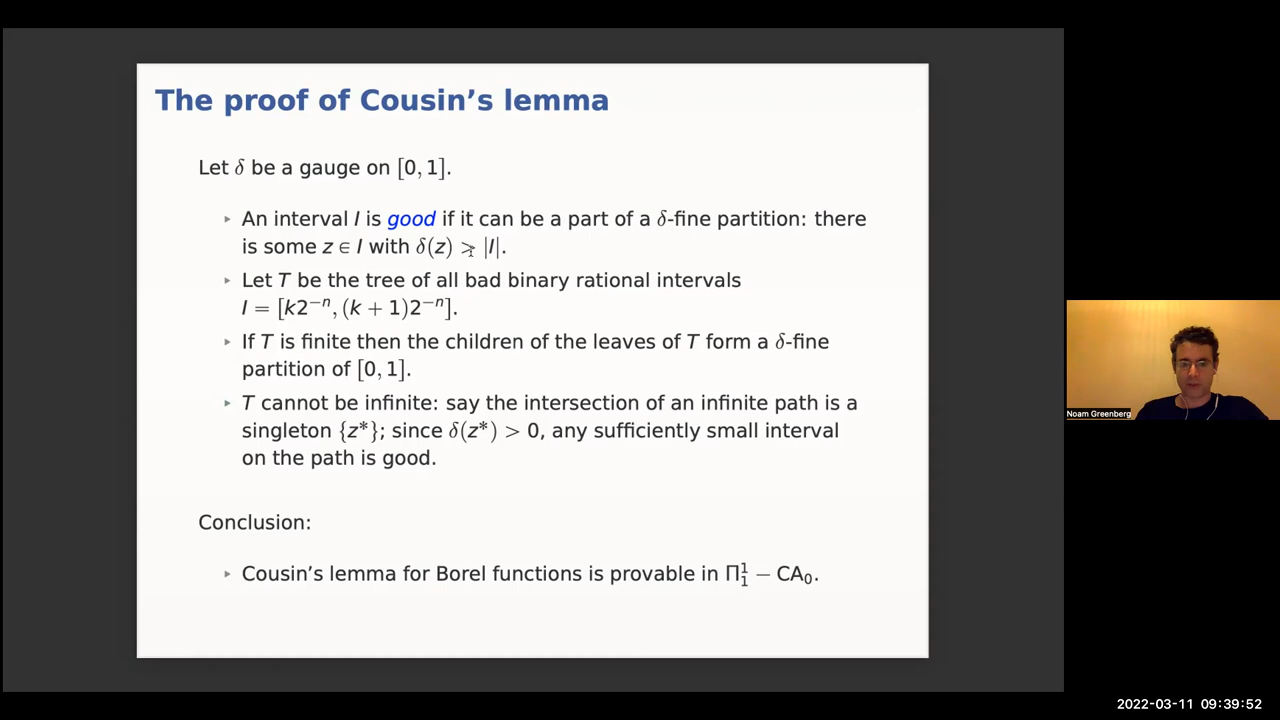 The proof of Cousin's lemma
Let δ be a gauge on [0, 1].
▸ An interval I is good if it can be a part of a δ-fine partition: there
is some z ∈ I with δ(z) > |I|.
▸ Let T be the tree of all bad binary rational intervals
I = [k2⁻ⁿ, (k + 1)2⁻ⁿ].
▸ If T is finite then the children of the leaves of T form a δ-fine
partition of [0, 1].
▸ T cannot be infinite: say the intersection of an infinite path is a
singleton {z*}; since δ(z*) > 0, any sufficiently small interval
on the path is good.
Conclusion:
▸ Cousin's lemma for Borel functions is provable in Π¹₁ − CA₀.
Noam Greenberg
2022-03-11 09:39:52